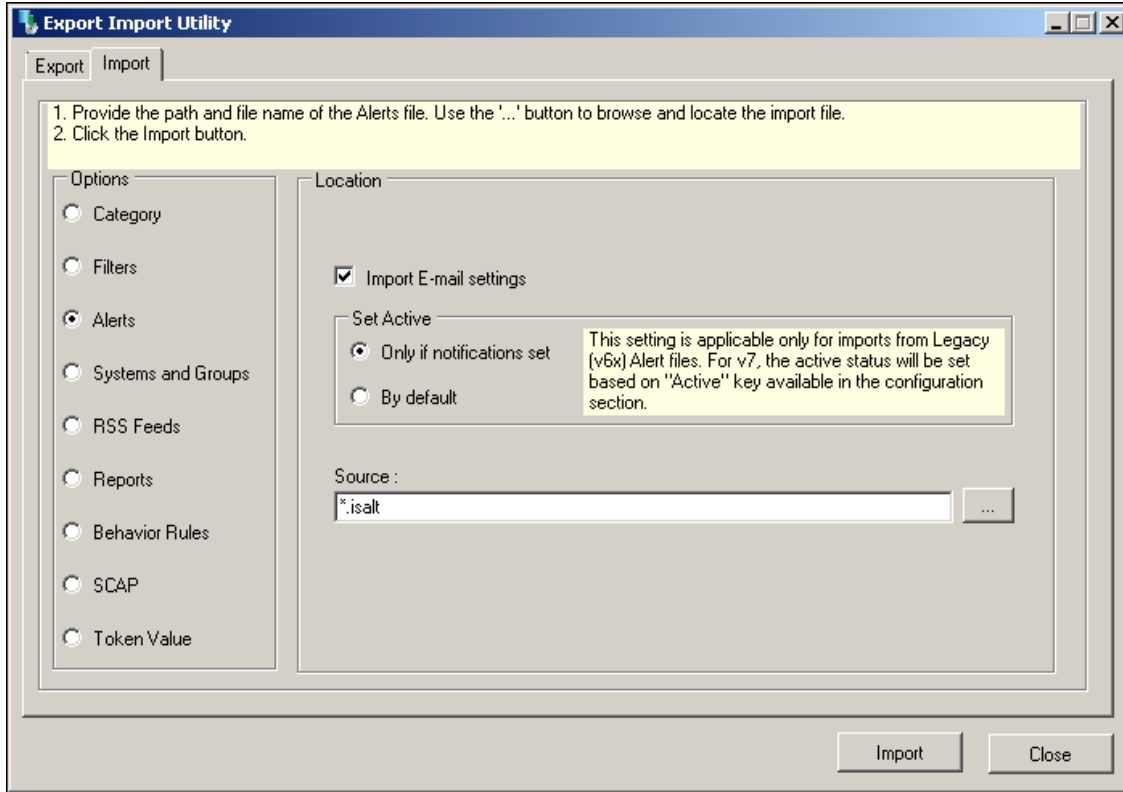 Export Import Utility
Export Import
1. Provide the path and file name of the Alerts file. Use the '...' button to browse and locate the import file.
2. Click the Import button.
Options
Category
Filters
Alerts
Systems and Groups
RSS Feeds
Reports
Behavior Rules
SCAP
Token Value
Location
Import E-mail settings
Set Active
Only if notifications set
By default
This setting is applicable only for imports from Legacy
(v6x) Alert files. For v7, the active status will be set
based on "Active" key available in the configuration
section.
Source :
*.isalt
...
Import
Close